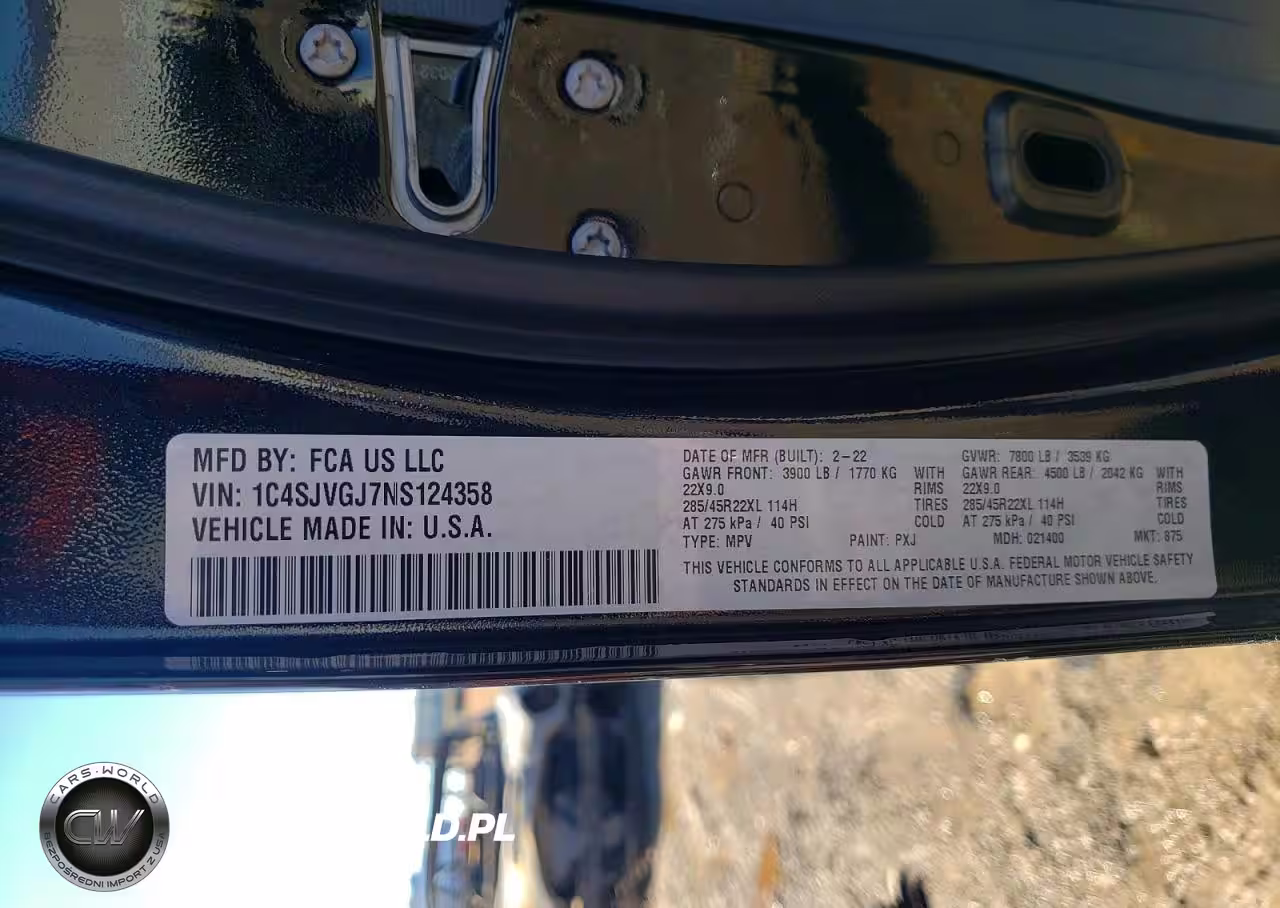 MFD BY: FCA US LLC
VIN: 1C4SJVGJ7NS124358
VEHICLE MADE IN: U.S.A.
DATE OF MFR (BUILT): 2-22 GVWR: 7800 LB / 3539 KG
GAWR FRONT: 3900 LB / 1770 KG WITH GAWR REAR: 4500 LB / 2042 KG WITH
22X9.0 RIMS 22X9.0 RIMS
285/45R22XL 114H TIRES 285/45R22XL 114H TIRES
AT 275 kPa / 40 PSI COLD AT 275 kPa / 40 PSI COLD
TYPE: MPV PAINT: PXJ MDH: 021400 MKT: 875
THIS VEHICLE CONFORMS TO ALL APPLICABLE U.S.A. FEDERAL MOTOR VEHICLE SAFETY
STANDARDS IN EFFECT ON THE DATE OF MANUFACTURE SHOWN ABOVE.
CARS-WORLD
CW
BEZPOŚREDNI IMPORT Z USA
LD.PL